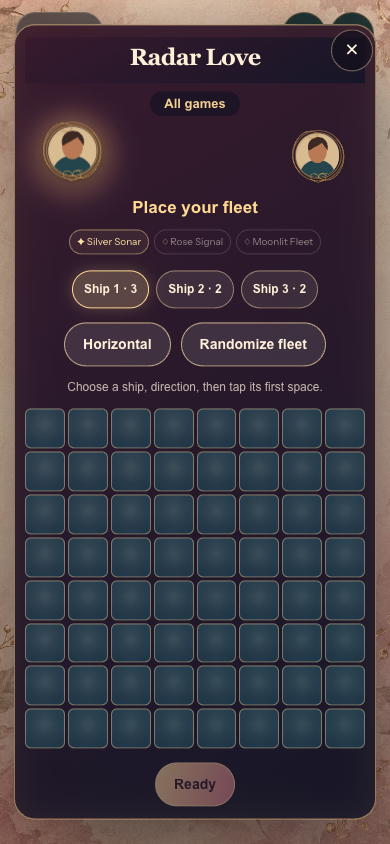 Radar Love
✕
All games
Place your fleet
✦ Silver Sonar ◇ Rose Signal ◇ Moonlit Fleet
Ship 1 · 3 Ship 2 · 2 Ship 3 · 2
Horizontal Randomize fleet
Choose a ship, direction, then tap its first space.
Ready